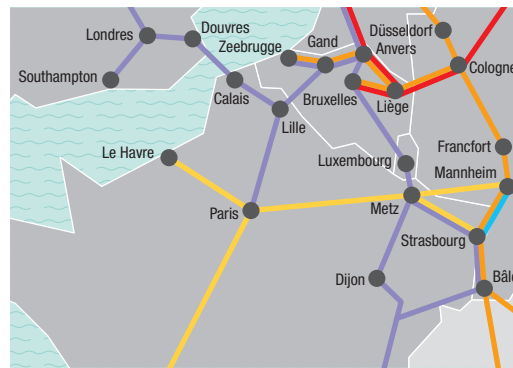 Londres
Douvres
Zeebrugge
Gand
Düsseldorf
Anvers
Cologne
Southampton
Calais
Bruxelles
Liège
Lille
Le Havre
Luxembourg
Francfort
Mannheim
Paris
Metz
Strasbourg
Dijon
Bâl